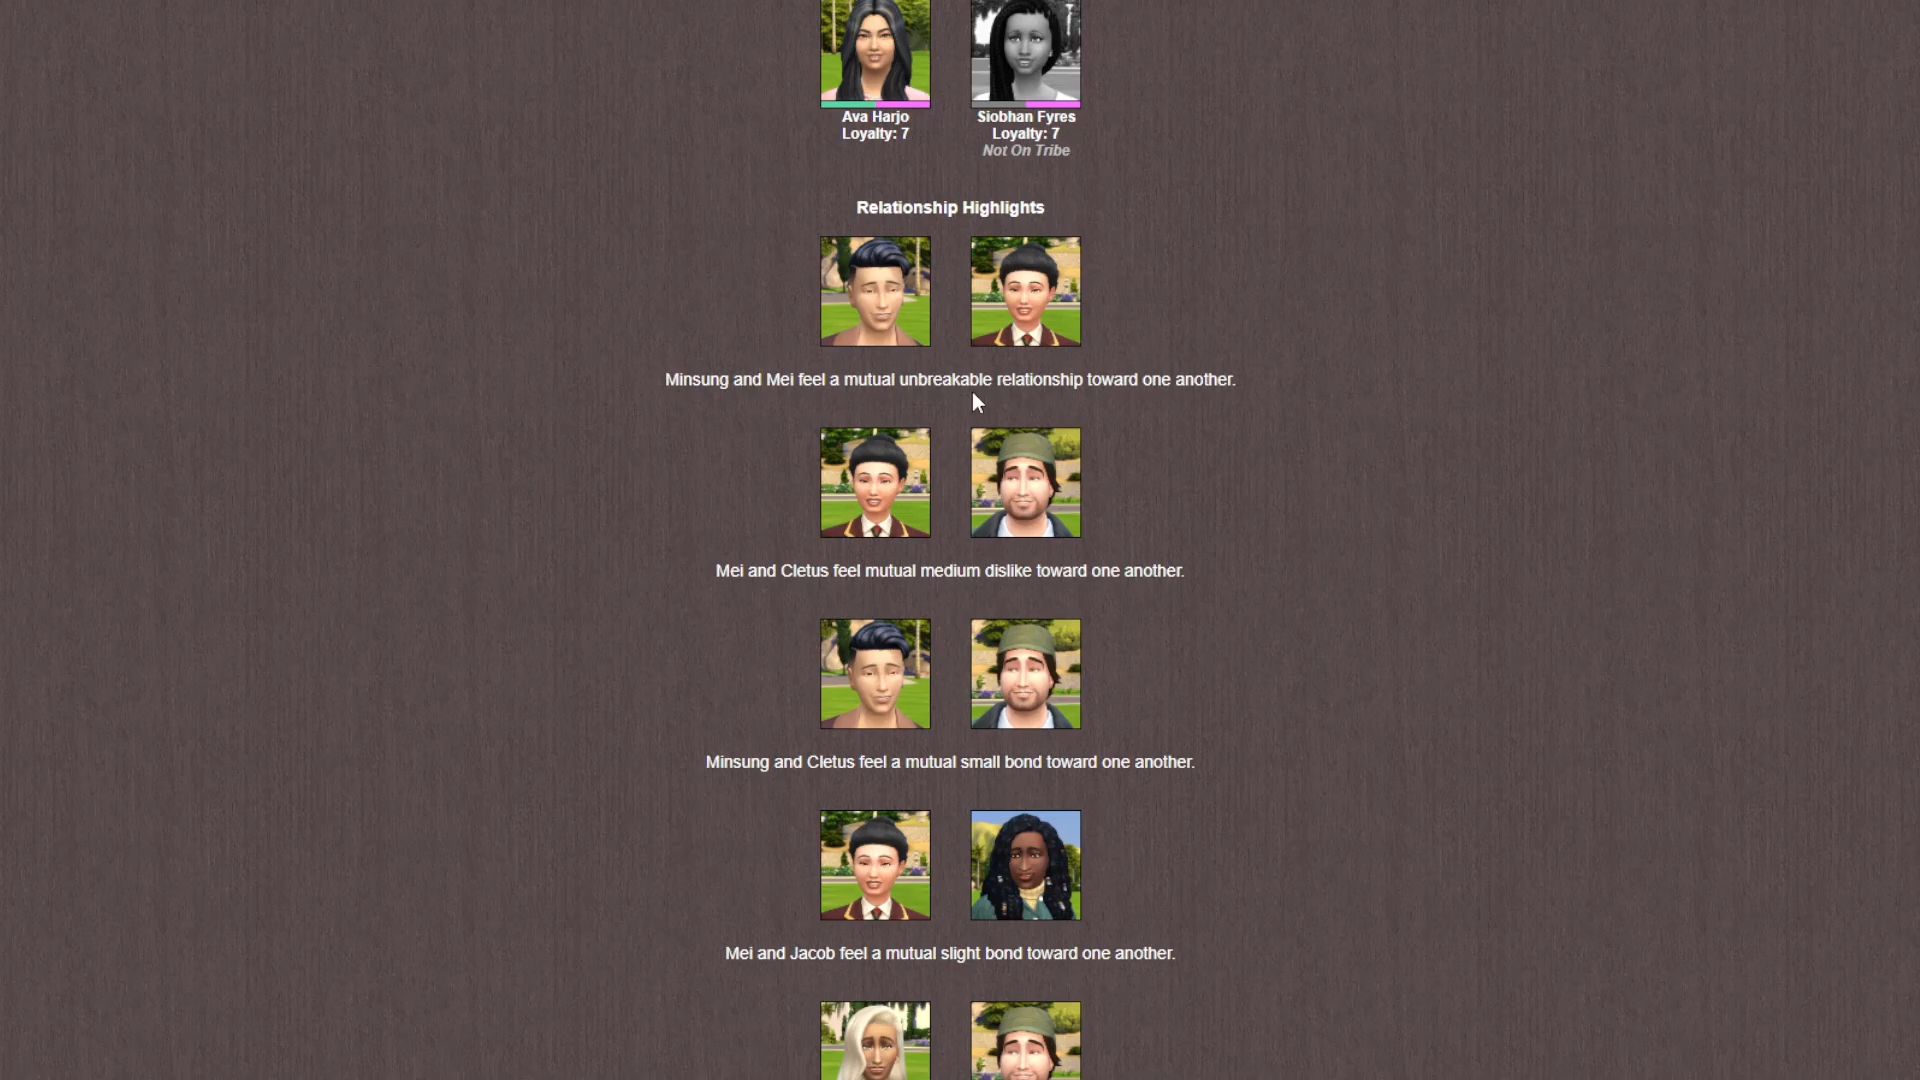 Ava Harjo
Loyalty: 7
Siobhan Fyres
Loyalty: 7
Not On Tribe
Relationship Highlights
Minsung and Mei feel a mutual unbreakable relationship toward one another.
Mei and Cletus feel mutual medium dislike toward one another.
Minsung and Cletus feel a mutual small bond toward one another.
Mei and Jacob feel a mutual slight bond toward one another.